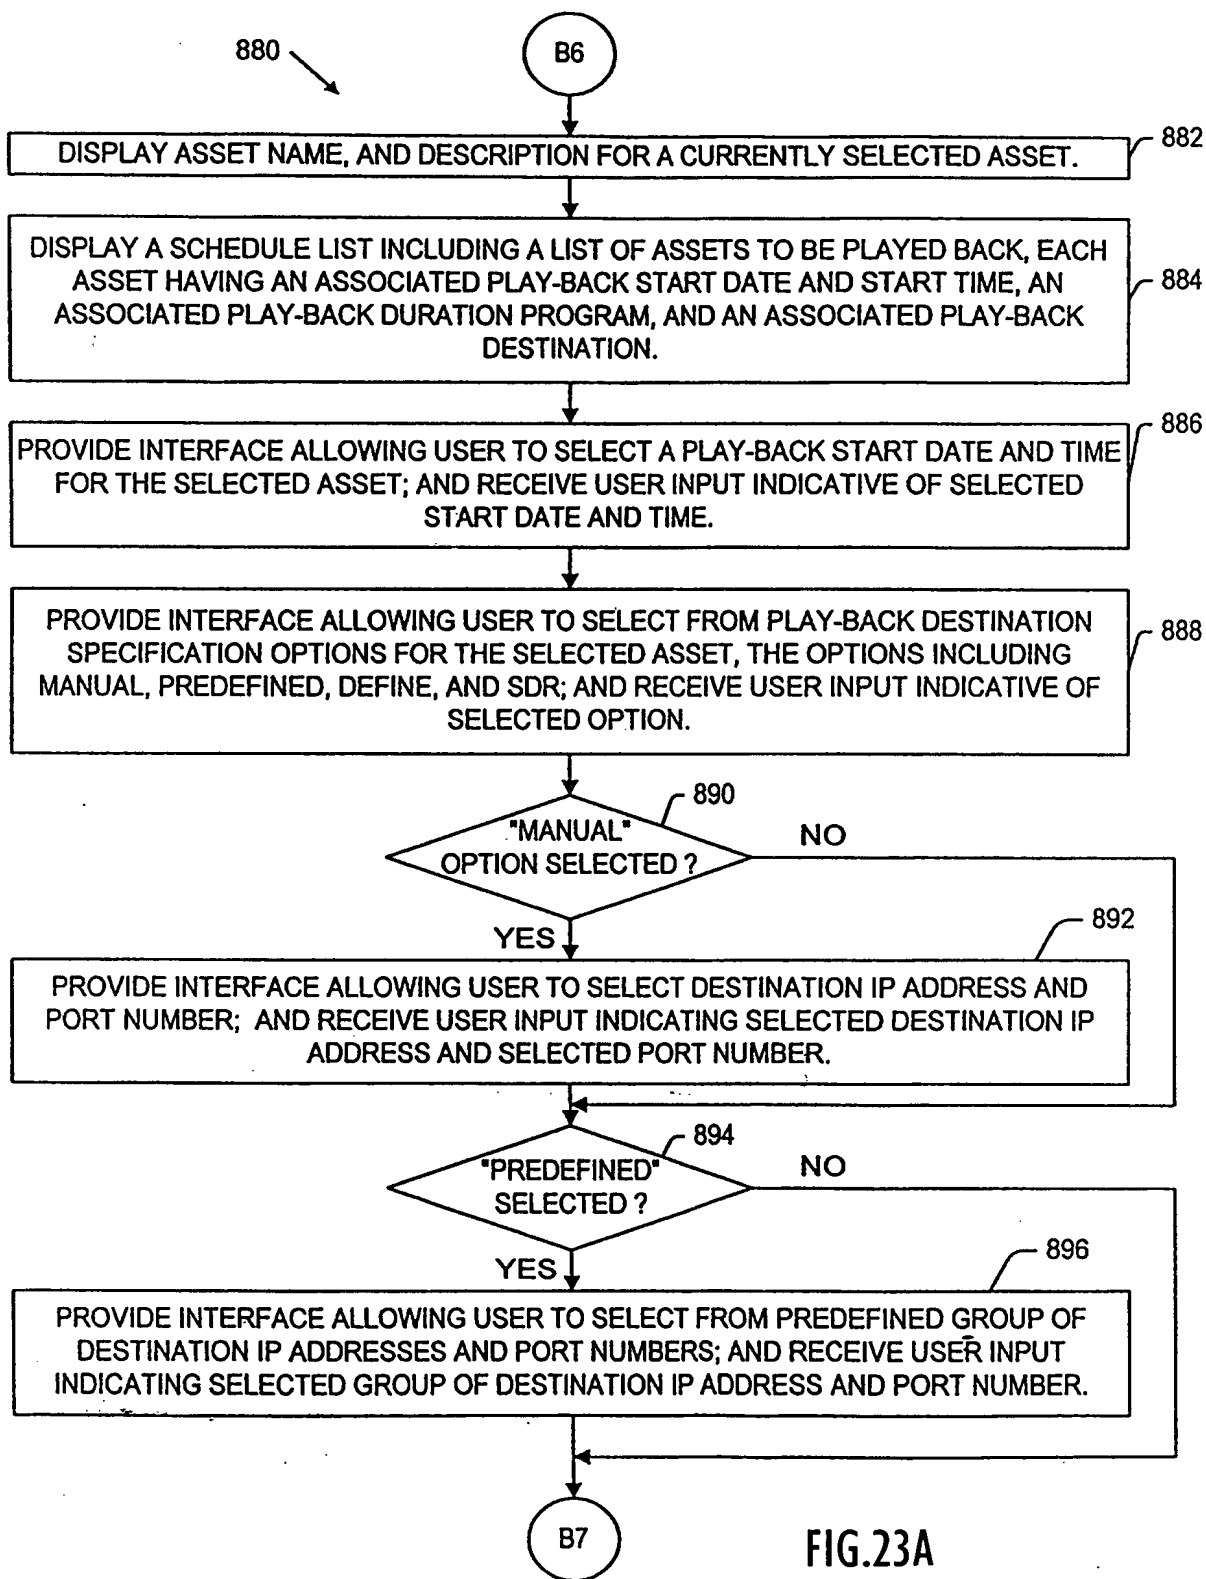 880
B6
882
DISPLAY ASSET NAME, AND DESCRIPTION FOR A CURRENTLY SELECTED ASSET.
DISPLAY A SCHEDULE LIST INCLUDING A LIST OF ASSETS TO BE PLAYED BACK, EACH
ASSET HAVING AN ASSOCIATED PLAY-BACK START DATE AND START TIME, AN
ASSOCIATED PLAY-BACK DURATION PROGRAM, AND AN ASSOCIATED PLAY-BACK
DESTINATION.
884
886
PROVIDE INTERFACE ALLOWING USER TO SELECT A PLAY-BACK START DATE AND TIME
FOR THE SELECTED ASSET; AND RECEIVE USER INPUT INDICATIVE OF SELECTED
START DATE AND TIME.
PROVIDE INTERFACE ALLOWING USER TO SELECT FROM PLAY-BACK DESTINATION
SPECIFICATION OPTIONS FOR THE SELECTED ASSET, THE OPTIONS INCLUDING
MANUAL, PREDEFINED, DEFINE, AND SDR; AND RECEIVE USER INPUT INDICATIVE OF
SELECTED OPTION.
888
890
"MANUAL"
OPTION SELECTED ?
NO
YES
892
PROVIDE INTERFACE ALLOWING USER TO SELECT DESTINATION IP ADDRESS AND
PORT NUMBER; AND RECEIVE USER INPUT INDICATING SELECTED DESTINATION IP
ADDRESS AND SELECTED PORT NUMBER.
894
"PREDEFINED"
SELECTED ?
NO
YES
896
PROVIDE INTERFACE ALLOWING USER TO SELECT FROM PREDEFINED GROUP OF
DESTINATION IP ADDRESSES AND PORT NUMBERS; AND RECEIVE USER INPUT
INDICATING SELECTED GROUP OF DESTINATION IP ADDRESS AND PORT NUMBER.
B7
FIG.23A